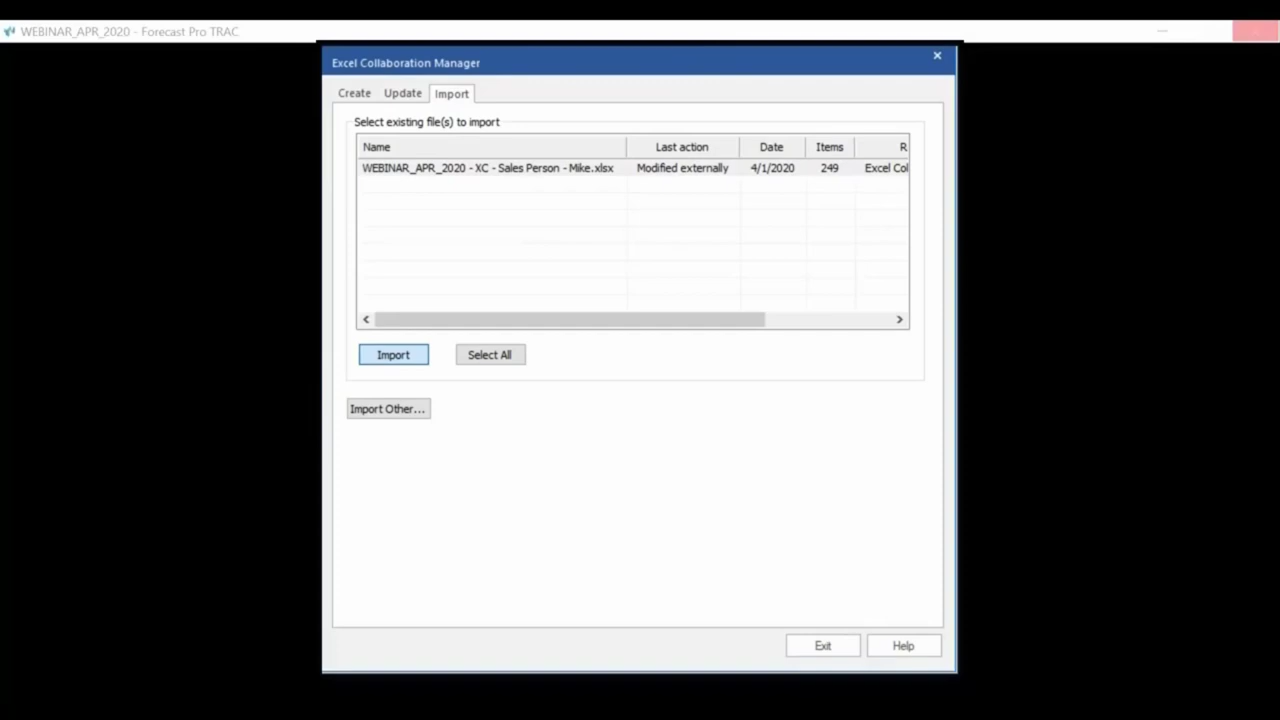 WEBINAR_APR_2020 - Forecast Pro TRAC
Excel Collaboration Manager
Create Update Import
Select existing file(s) to import
Name Last action Date Items R
WEBINAR_APR_2020 - XC - Sales Person - Mike.xlsx Modified externally 4/1/2020 249 Excel Col
Import Select All
Import Other...
Exit Help